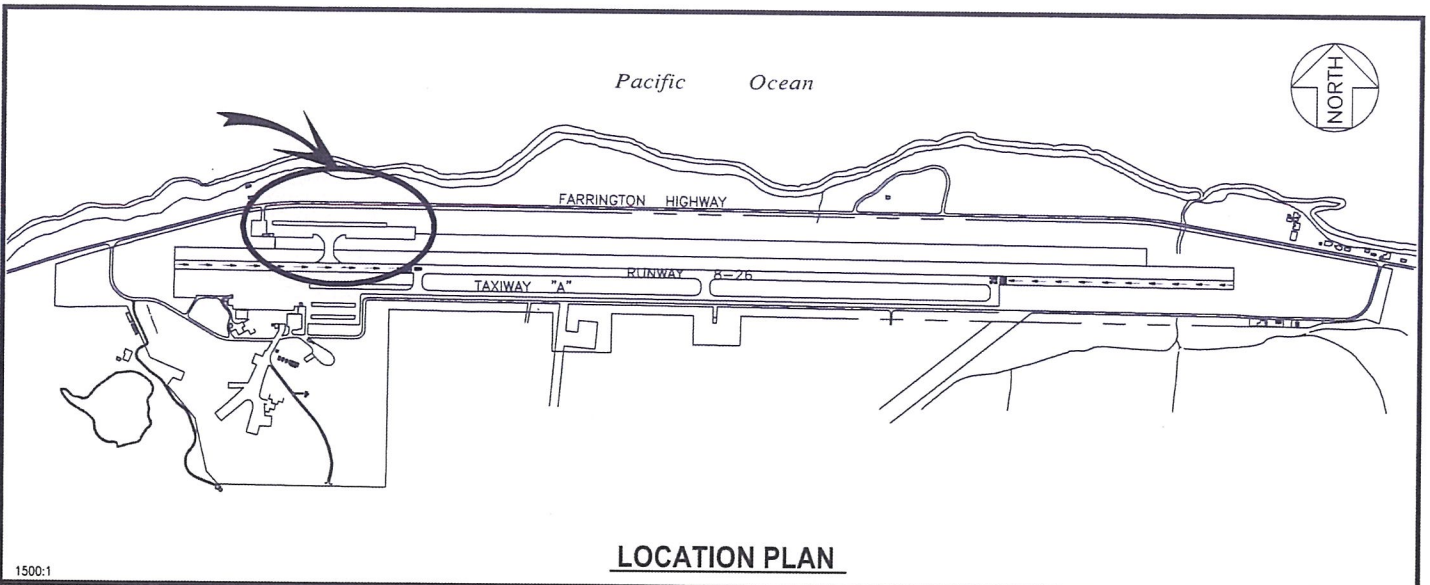 Pacific Ocean
NORTH
FARRINGTON HIGHWAY
RUNWAY 8-26
TAXIWAY "A"
LOCATION PLAN
1500:1